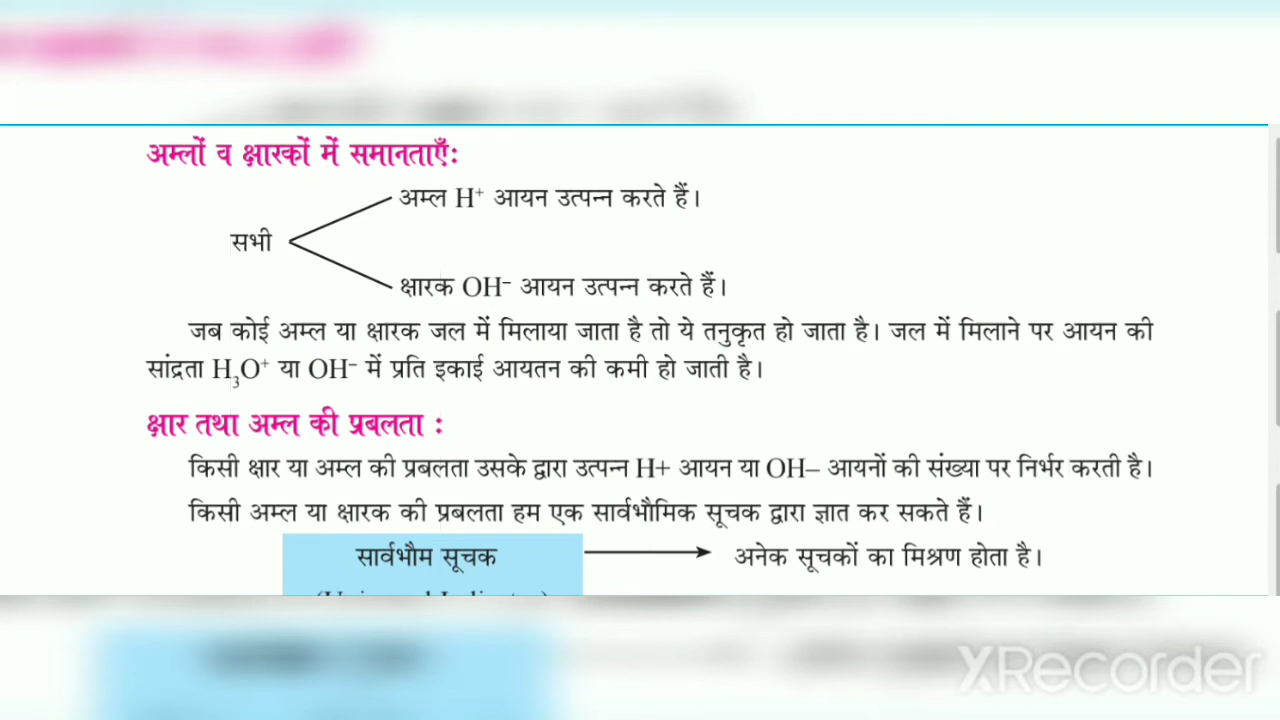 अम्लों व क्षारकों में समानताएँः
अम्ल H⁺ आयन उत्पन्न करते हैं।
सभी
क्षारक OH⁻ आयन उत्पन्न करते हैं।
जब कोई अम्ल या क्षारक जल में मिलाया जाता है तो ये तनुकृत हो जाता है। जल में मिलाने पर आयन की
सांद्रता H₃O⁺ या OH⁻ में प्रति इकाई आयतन की कमी हो जाती है।
क्षार तथा अम्ल की प्रबलता :
किसी क्षार या अम्ल की प्रबलता उसके द्वारा उत्पन्न H+ आयन या OH– आयनों की संख्या पर निर्भर करती है।
किसी अम्ल या क्षारक की प्रबलता हम एक सार्वभौमिक सूचक द्वारा ज्ञात कर सकते हैं।
सार्वभौम सूचक
अनेक सूचकों का मिश्रण होता है।
XRecorder